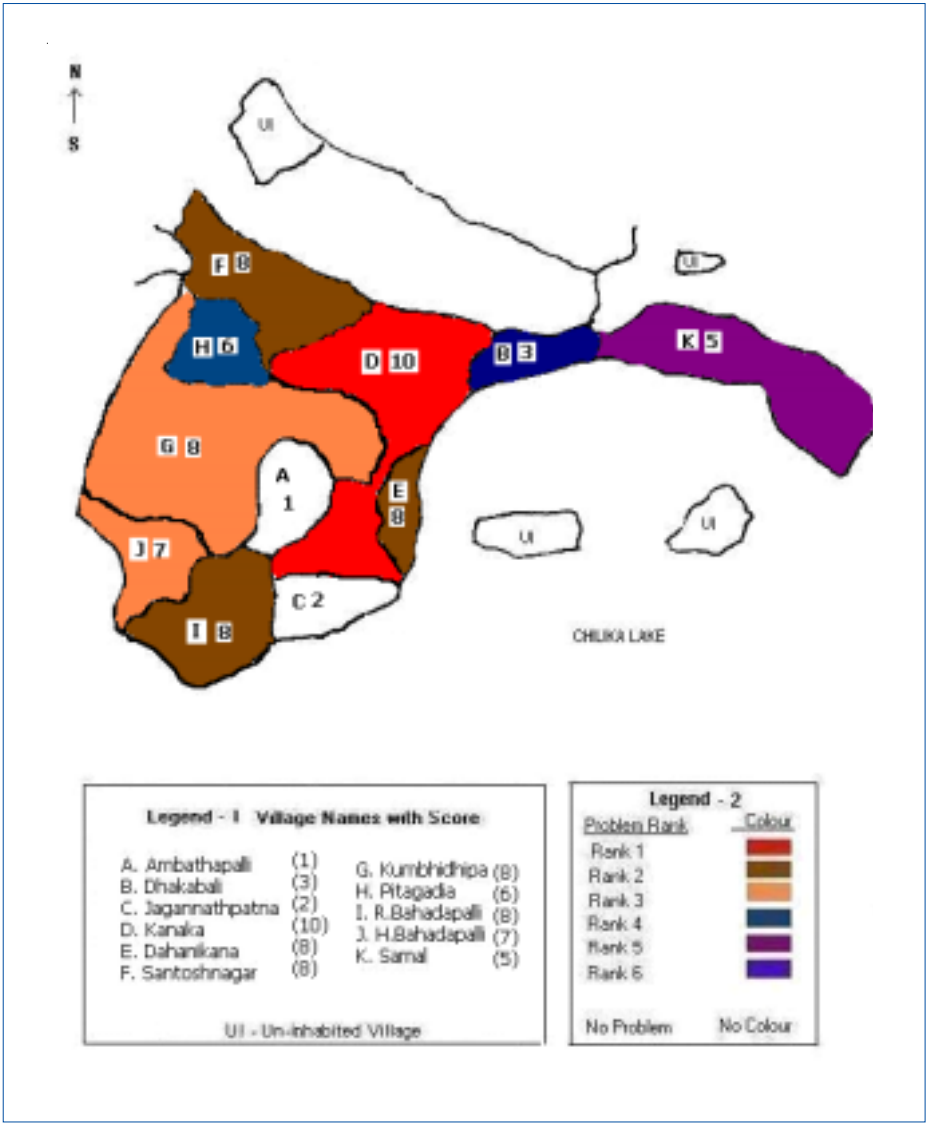 N
S
UI
F 8
UI
H 6
D 10
B 3
K 5
G 8
A
1
E
8
UI
UI
J 7
C 2
I 8
CHILIKA LAKE
Legend - 1 Village Names with Score
A. Ambathapalli (1)
B. Dhakabali (3)
C. Jagannathpatna (2)
D. Kanaka (10)
E. Dahanikana (8)
F. Santoshnagar (8)
G. Kumbhidhipa (8)
H. Pitagadia (6)
I. R.Bahadapalli (8)
J. H.Bahadapalli (7)
K. Samal (5)
UI - Un-inhabited Village
Legend - 2
Problem Rank Colour
Rank 1
Rank 2
Rank 3
Rank 4
Rank 5
Rank 6
No Problem No Colour